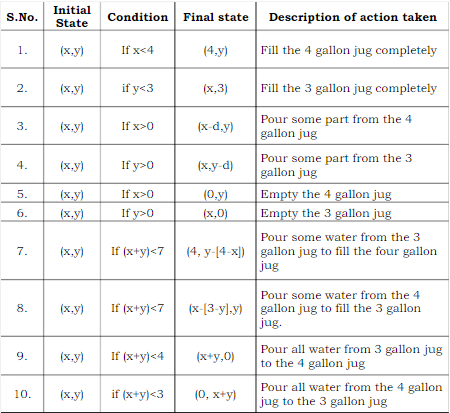 S.No. Initial State Condition Final state Description of action taken
1. (x,y) If x<4 (4,y) Fill the 4 gallon jug completely
2. (x,y) if y<3 (x,3) Fill the 3 gallon jug completely
3. (x,y) If x>0 (x-d,y) Pour some part from the 4 gallon jug
4. (x,y) If y>0 (x,y-d) Pour some part from the 3 gallon jug
5. (x,y) If x>0 (0,y) Empty the 4 gallon jug
6. (x,y) If y>0 (x,0) Empty the 3 gallon jug
7. (x,y) If (x+y)<7 (4, y-[4-x]) Pour some water from the 3 gallon jug to fill the four gallon jug
8. (x,y) If (x+y)<7 (x-[3-y],y) Pour some water from the 4 gallon jug to fill the 3 gallon jug.
9. (x,y) If (x+y)<4 (x+y,0) Pour all water from 3 gallon jug to the 4 gallon jug
10. (x,y) if (x+y)<3 (0, x+y) Pour all water from the 4 gallon jug to the 3 gallon jug